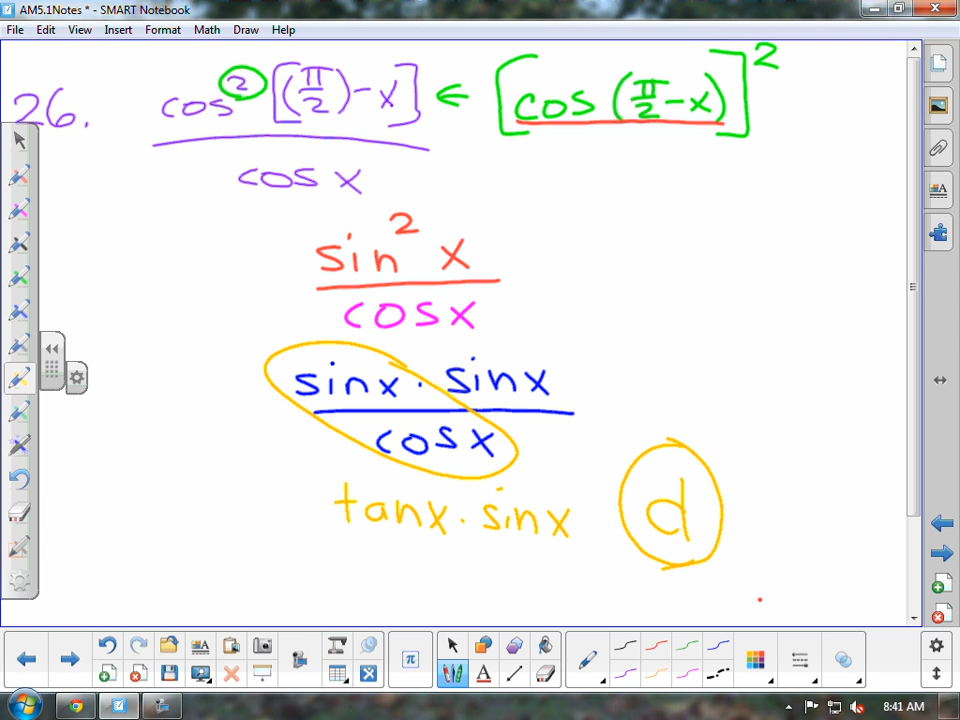 AM5.1Notes * - SMART Notebook
File Edit View Insert Format Math Draw Help
26. cos² [(π/2) - x] ← [cos (π/2 - x)]²
cos x
sin² x
cos x
sin x · sin x
cos x
tan x · sin x d
π
A
8:41 AM